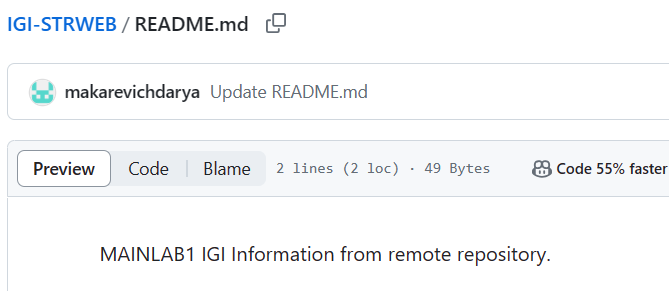 IGI-STRWEB / README.md
makarevichdarya Update README.md
Preview Code Blame 2 lines (2 loc) · 49 Bytes Code 55% faster
MAINLAB1 IGI Information from remote repository.